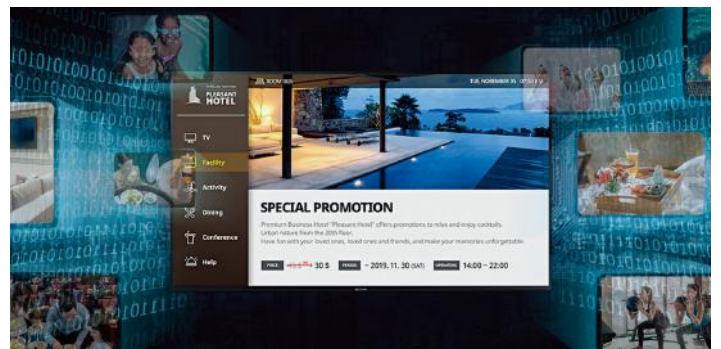 PLEASANT
HOTEL
TUE, NOVEMBER
TV
Facility
Activity
Dining
Conference
Help
SPECIAL PROMOTION
Premium Business Hotel "Pleasant Hotel" offers promotions to relax and enjoy cocktails.
Urban nature from the 20th floor.
Have fun with your loved ones, loved ones and friends, and make your memories unforgettable.
PRICE 30 $ PERIOD ~ 2019. 11. 30 (SAT) OPERATION 14:00 ~ 22:00